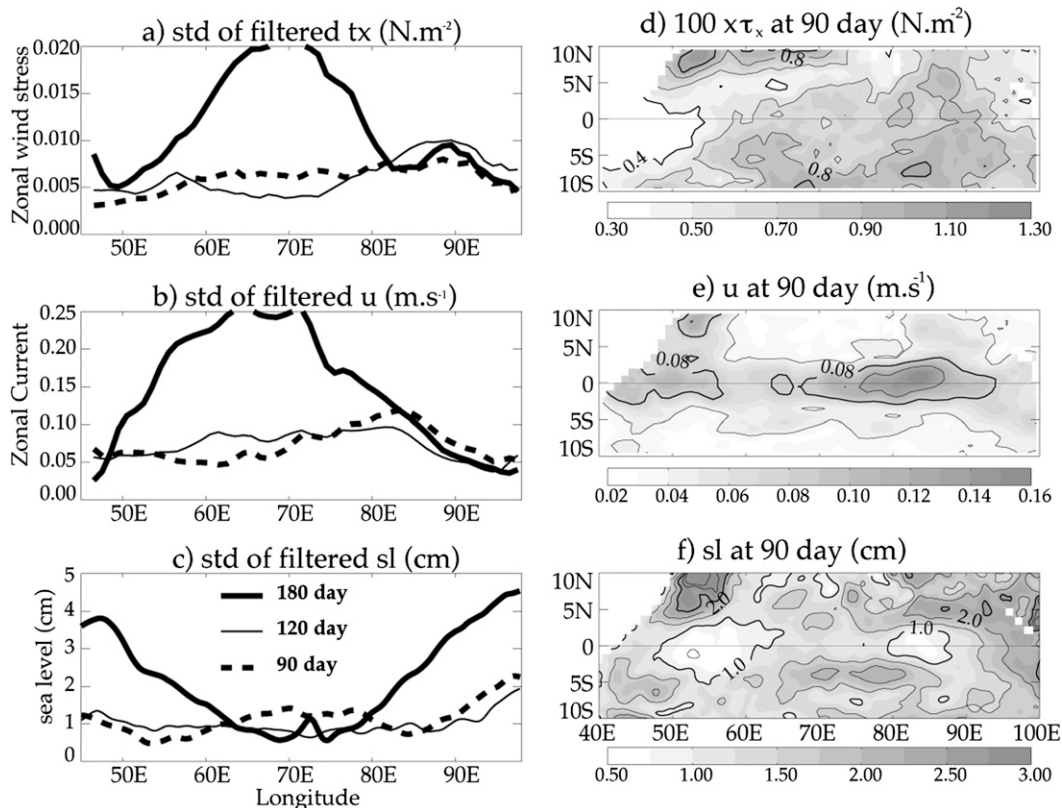 a) std of filtered tx (N.m-2)
Zonal wind stress
0.020
0.015
0.010
0.005
0.000
50E 60E 70E 80E 90E
b) std of filtered u (m.s-1)
Zonal Current
0.25
0.20
0.15
0.10
0.05
0.00
50E 60E 70E 80E 90E
c) std of filtered sl (cm)
sea level (cm)
5
4
3
2
1
0
180 day
120 day
90 day
50E 60E 70E 80E 90E
Longitude
d) 100 xτx at 90 day (N.m-2)
10N
5N
0
5S
10S
0.8
0.4
0.8
0.30 0.50 0.70 0.90 1.10 1.30
e) u at 90 day (m.s-1)
10N
5N
0
5S
10S
0.08
0.08
0.02 0.04 0.06 0.08 0.10 0.12 0.14 0.16
f) sl at 90 day (cm)
10N
5N
0
5S
10S
2.0
2.0
1.0
1.0
40E 50E 60E 70E 80E 90E 100E
0.50 1.00 1.50 2.00 2.50 3.00